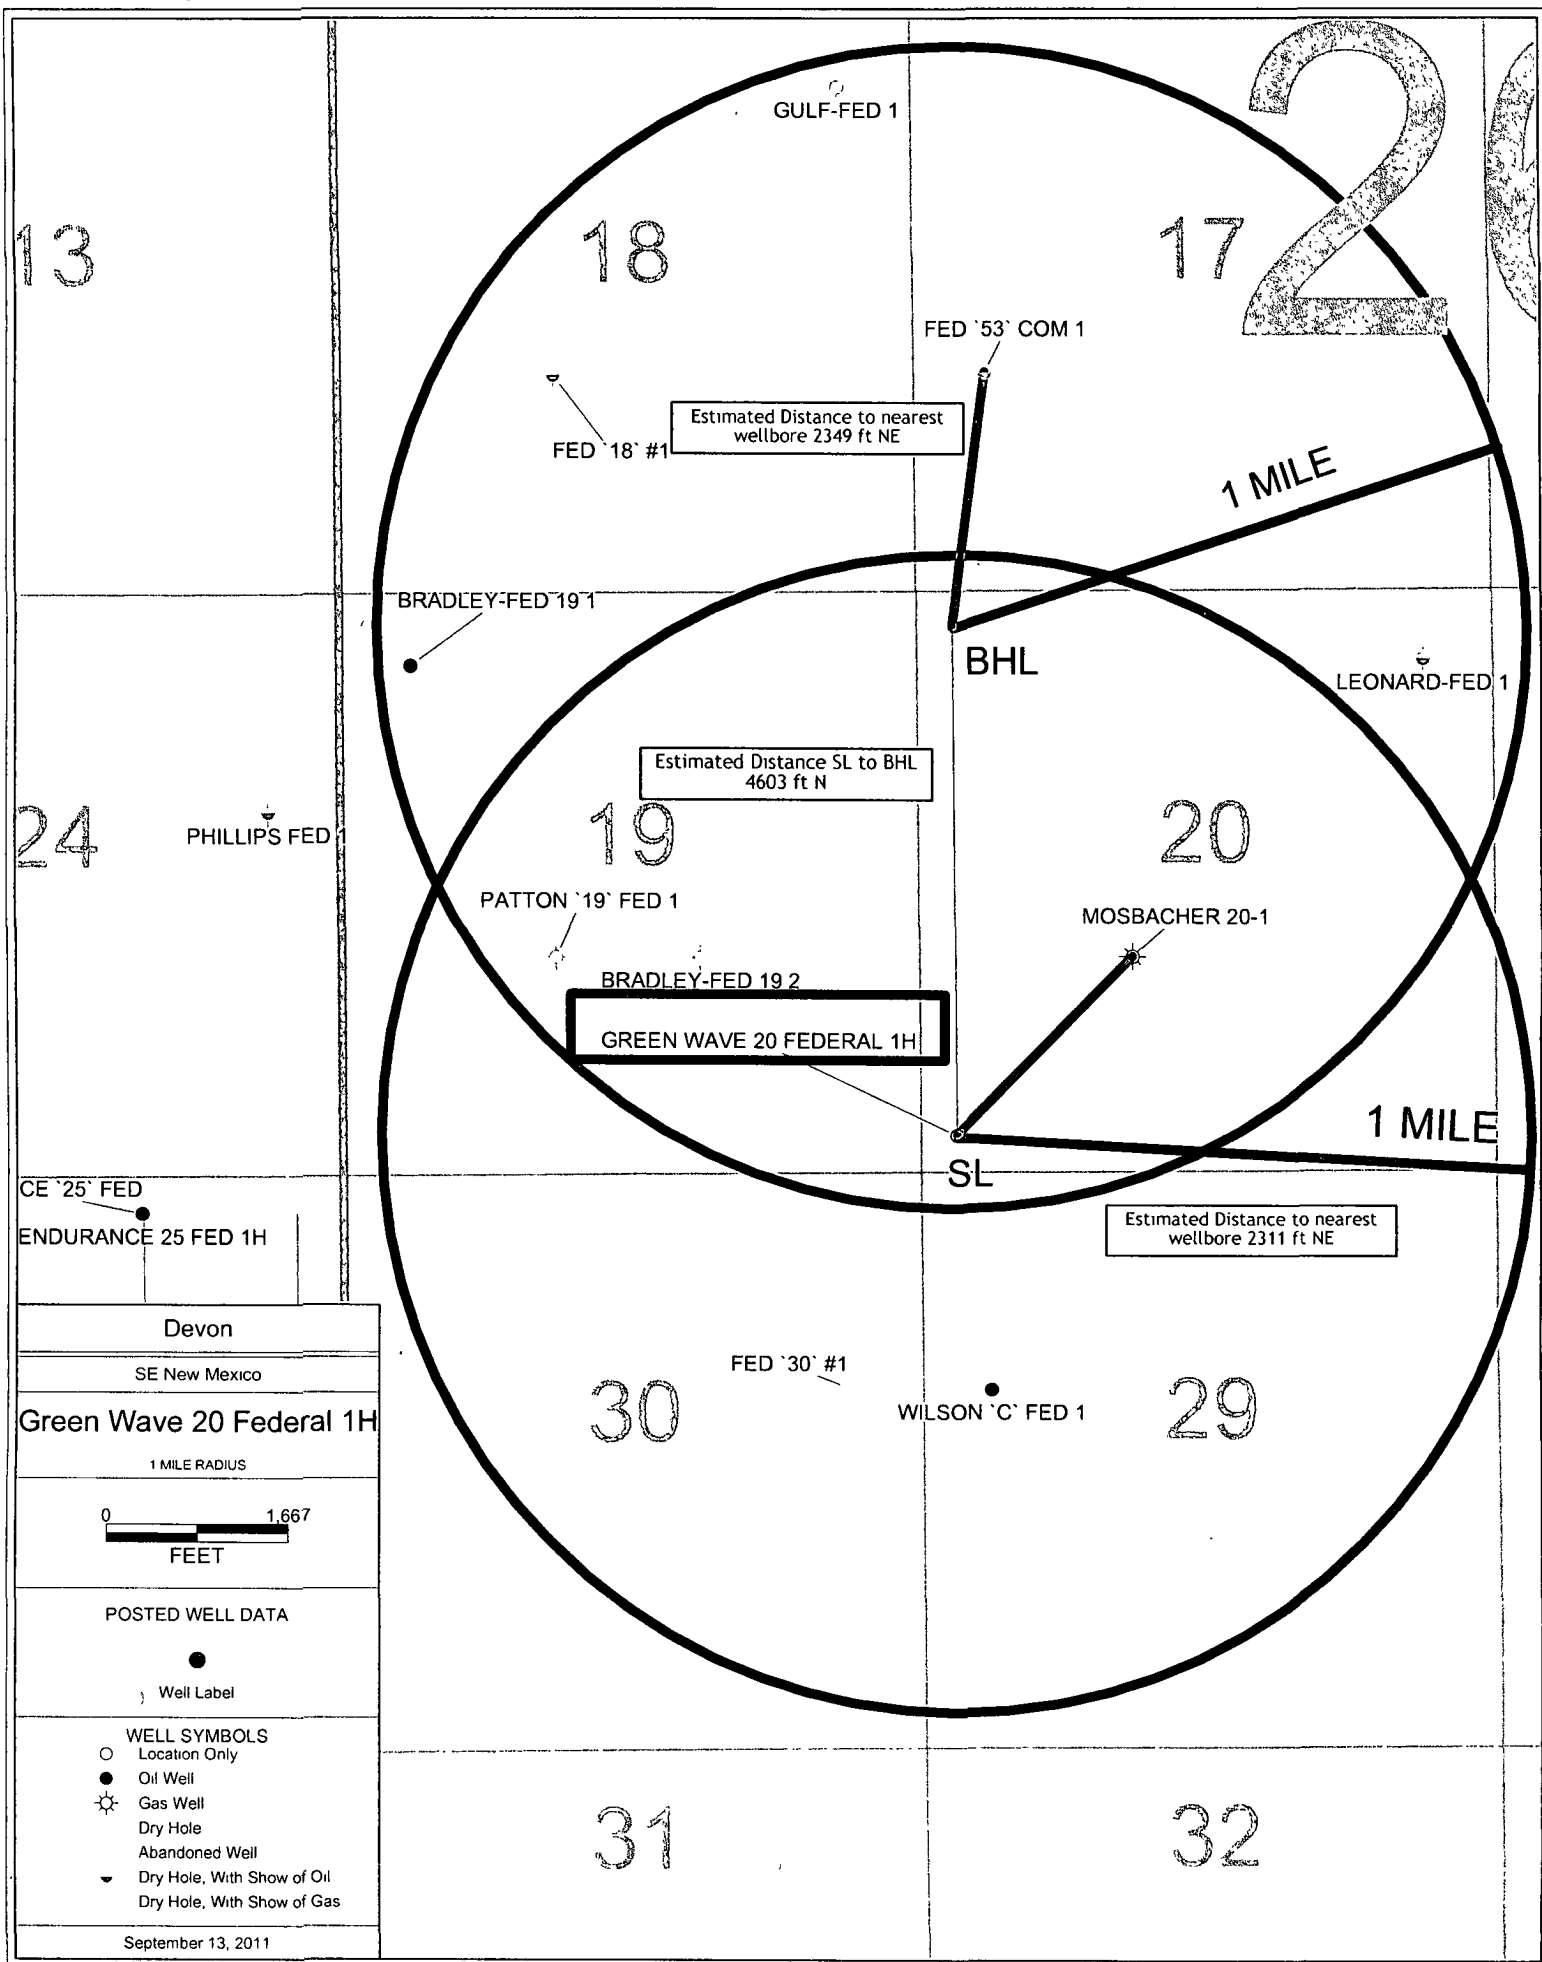 GULF-FED 1
2
13
18
17
FED `53` COM 1
Estimated Distance to nearest
wellbore 2349 ft NE
FED `18` #1
1 MILE
BRADLEY-FED 19 1
BHL
LEONARD-FED 1
Estimated Distance SL to BHL
4603 ft N
24
PHILLIPS FED
19
20
PATTON `19` FED 1
MOSBACHER 20-1
BRADLEY-FED 19 2
GREEN WAVE 20 FEDERAL 1H
1 MILE
SL
CE `25` FED
ENDURANCE 25 FED 1H
Estimated Distance to nearest
wellbore 2311 ft NE
FED `30` #1
WILSON `C` FED 1
30
29
31
32
Devon
SE New Mexico
Green Wave 20 Federal 1H
1 MILE RADIUS
0 1,667
FEET
POSTED WELL DATA
Well Label
WELL SYMBOLS
Location Only
Oil Well
Gas Well
Dry Hole
Abandoned Well
Dry Hole, With Show of Oil
Dry Hole, With Show of Gas
September 13, 2011